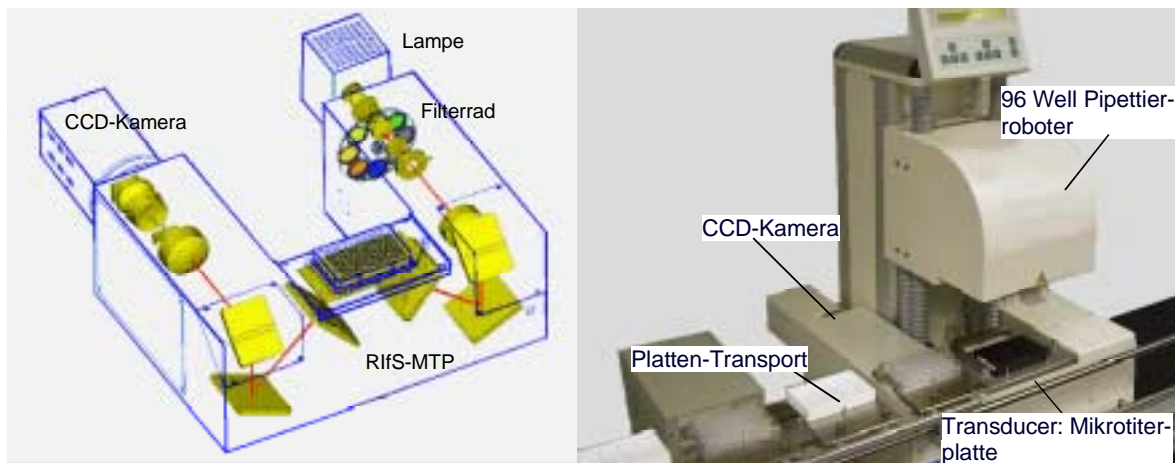 Lampe
Filterrad
CCD-Kamera
RIfS-MTP
96 Well Pipettier-
roboter
CCD-Kamera
Platten-Transport
Transducer: Mikrotiter-
platte